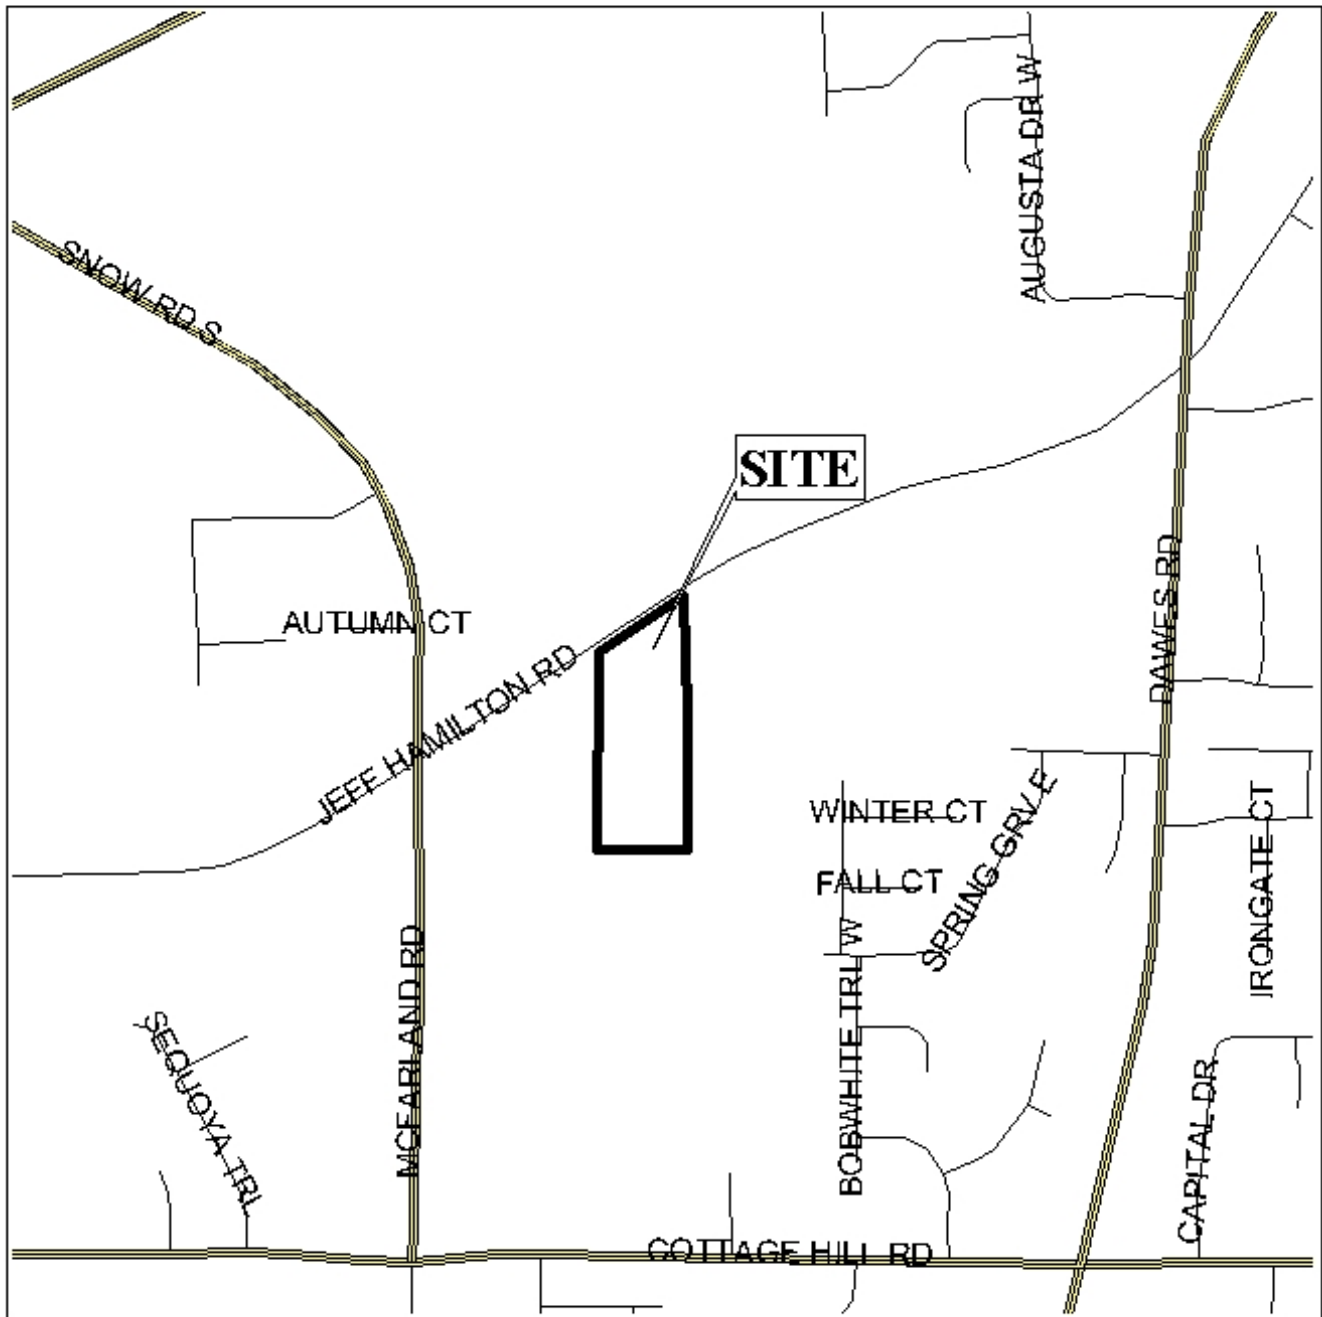 AUGUSTA DR W
SNOW RD S
SITE
AUTUMN CT
JEFF HAMILTON RD
DAWES RD
WINTER CT
SPRING GRV E
IRONGATE CT
FALL CT
MCFARLAND RD
BOBWHITE TRL W
SEQUOYA TRL
CAPITAL DR
COTTAGE HILL RD